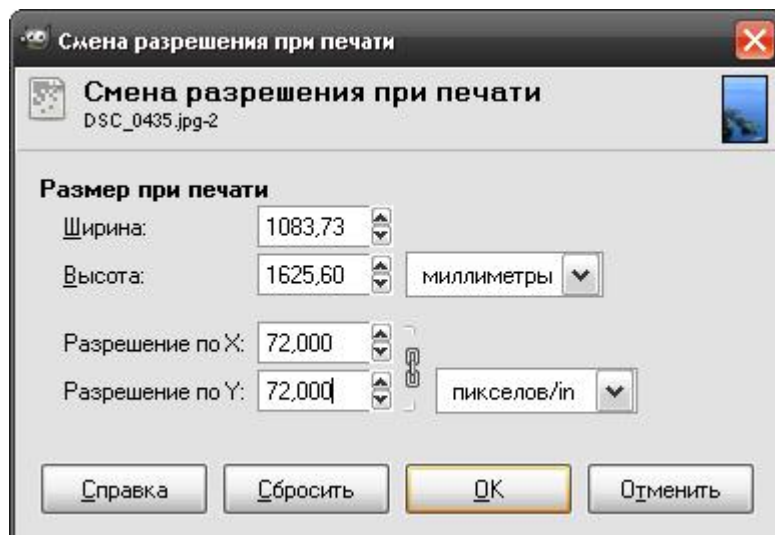 Смена разрешения при печати
Смена разрешения при печати
DSC_0435.jpg-2
Размер при печати
Ширина: 1083,73
Высота: 1625,60 миллиметры
Разрешение по X: 72,000
Разрешение по Y: 72,000 пикселов/in
Справка Сбросить OK Отменить